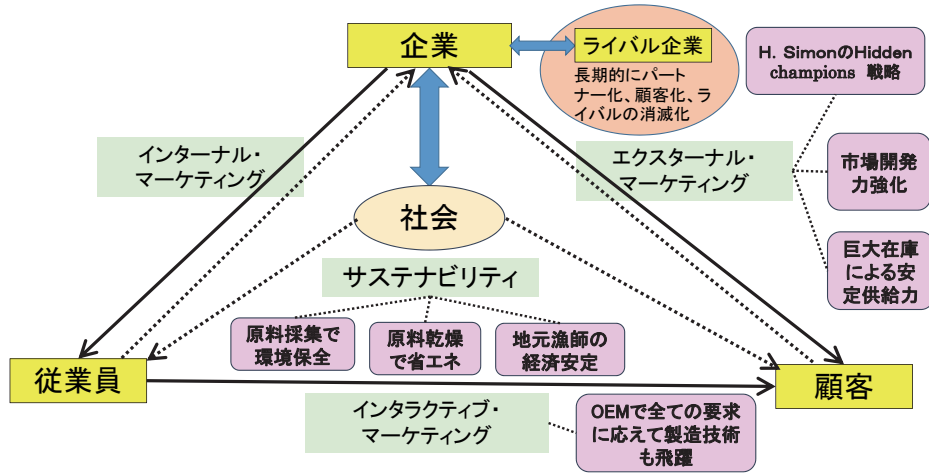 企業
ライバル企業
長期的にパート
ナー化、顧客化、ラ
イバルの消滅化
H. SimonのHidden
champions 戦略
インターナル・
マーケティング
エクスターナル・
マーケティング
市場開発
力強化
社会
サステナビリティ
巨大在庫
による安
定供給力
原料採集で
環境保全
原料乾燥
で省エネ
地元漁師の
経済安定
従業員
顧客
インタラクティブ・
マーケティング
OEMで全ての要求
に応えて製造技術
も飛躍